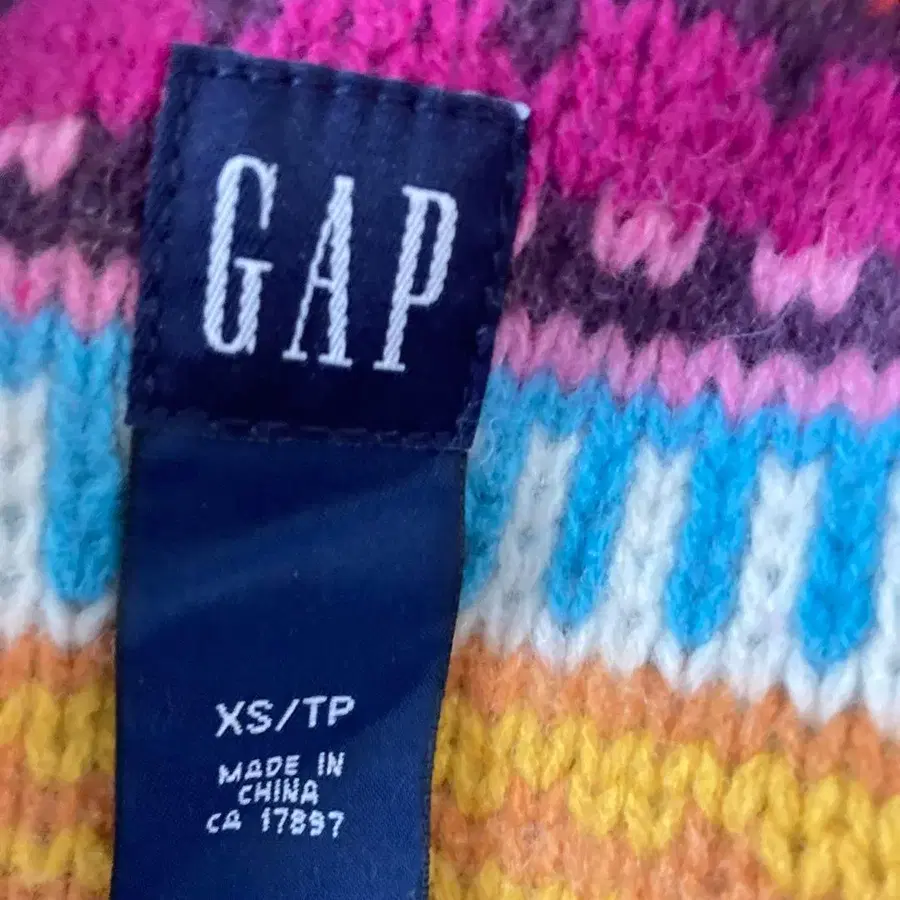 GAP
XS/TP
MADE IN
CHINA
CA 17897